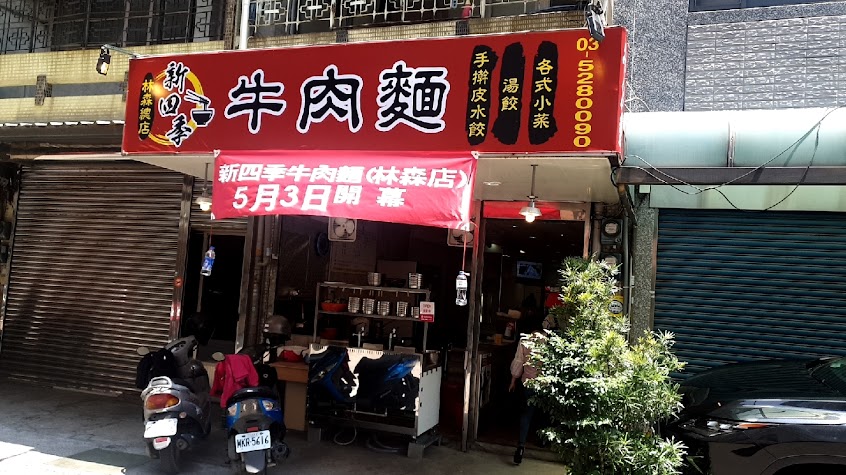 新四季
林森總店
牛肉麵
手擀皮水餃
湯餃
各式小菜
03-5280090
新四季牛肉麵(林森店)
5月3日開幕
MKR-5616